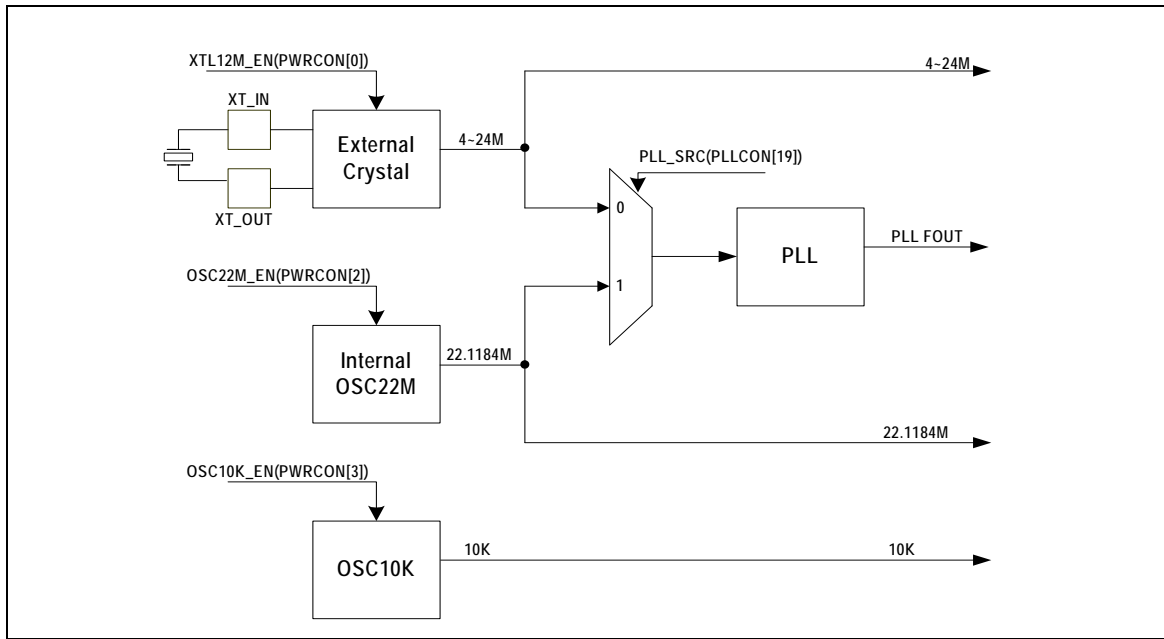 XTL12M_EN(PWRCON[0])
4~24M
XT_IN
External
Crystal
4~24M
XT_OUT
PLL_SRC(PLLCON[19])
0
PLL
PLL FOUT
OSC22M_EN(PWRCON[2])
1
Internal
OSC22M
22.1184M
22.1184M
OSC10K_EN(PWRCON[3])
OSC10K
10K
10K